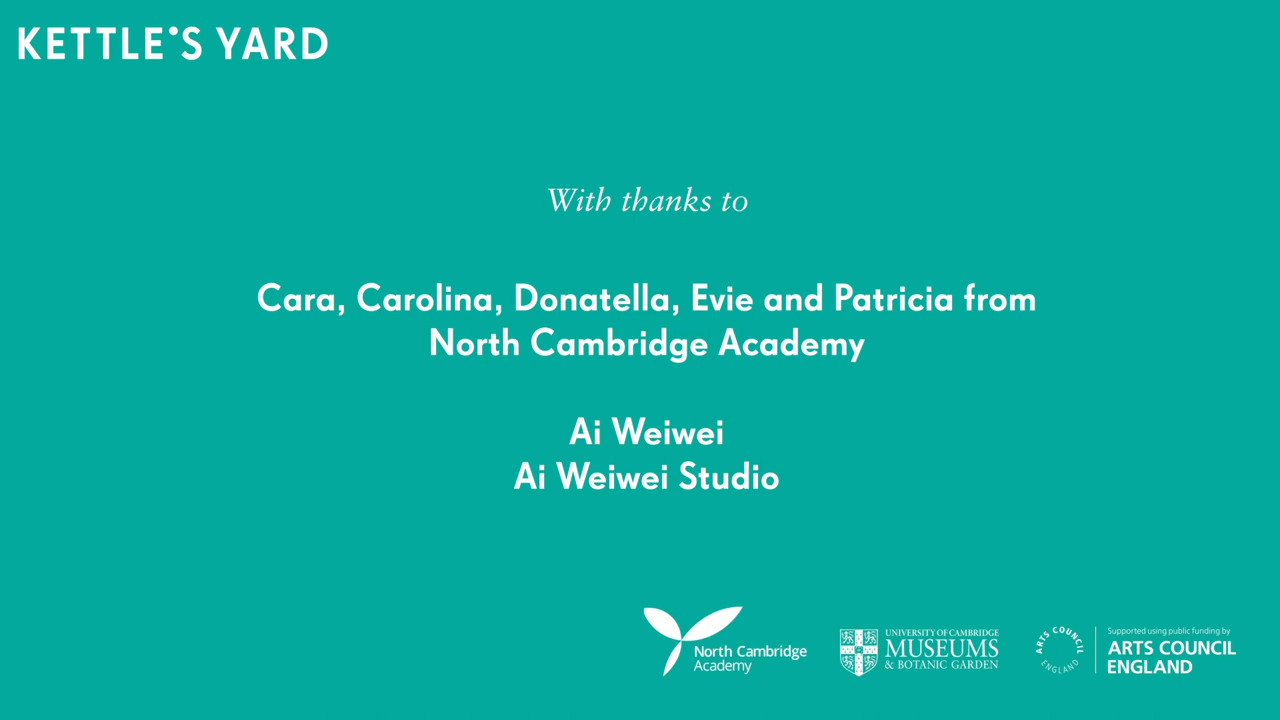 KETTLE'S YARD
With thanks to
Cara, Carolina, Donatella, Evie and Patricia from
North Cambridge Academy
Ai Weiwei
Ai Weiwei Studio
North Cambridge
Academy
UNIVERSITY OF CAMBRIDGE
MUSEUMS
& BOTANIC GARDEN
ARTS COUNCIL
ENGLAND
Supported using public funding by
ARTS COUNCIL
ENGLAND